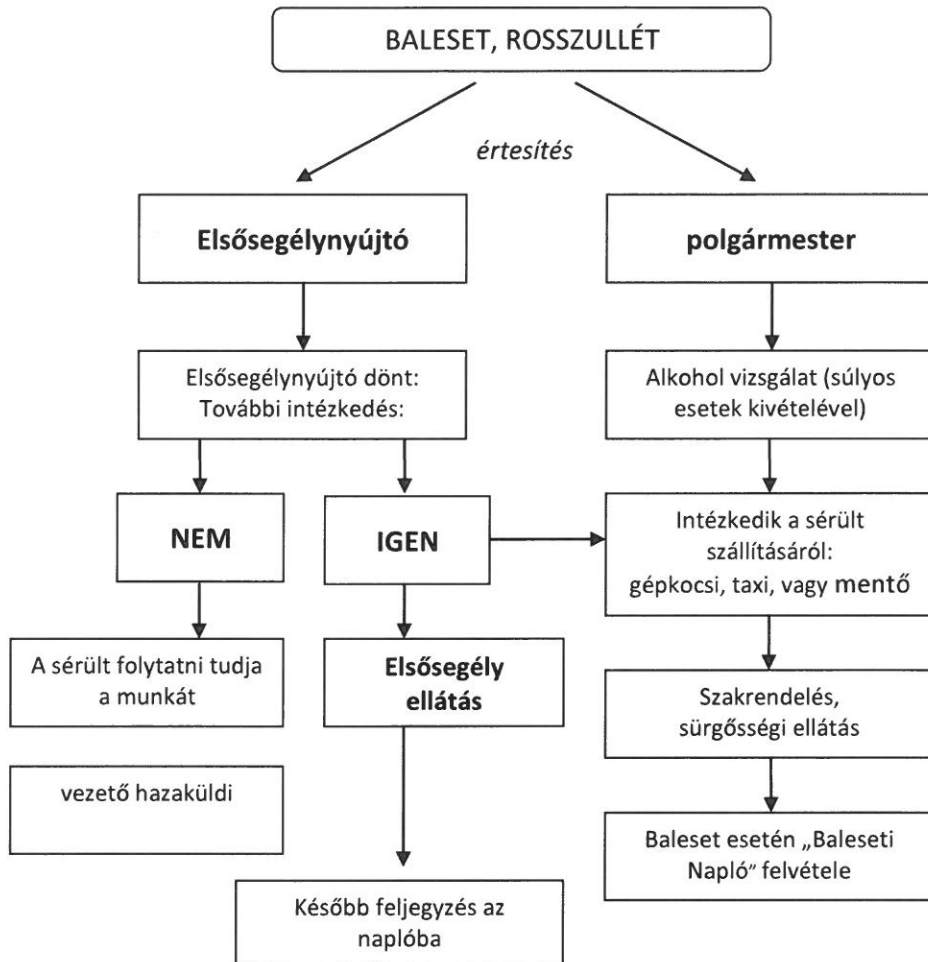 BALESET, ROSSZULLÉT
értesítés
Elsősegélynyújtó
polgármester
Elsősegélynyújtó dönt:
További intézkedés:
Alkohol vizsgálat (súlyos
esetek kivételével)
NEM
IGEN
Intézkedik a sérült
szállításáról:
gépkocsi, taxi, vagy mentő
A sérült folytatni tudja
a munkát
Elsősegély
ellátás
Szakrendelés,
sürgősségi ellátás
vezető hazaküldi
Baleset esetén „Baleseti
Napló” felvétele
Később feljegyzés az
naplóba